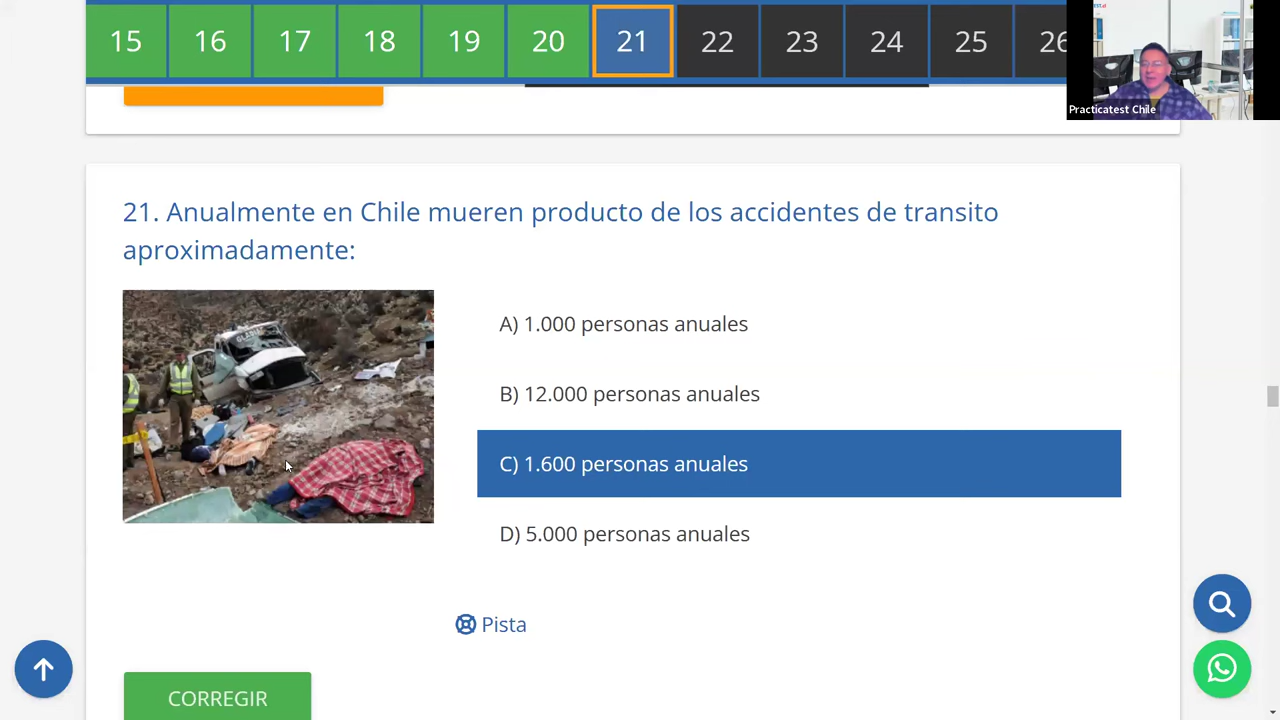 15 16 17 18 19 20 21 22 23 24 25 26
Practicatest Chile
21. Anualmente en Chile mueren producto de los accidentes de transito
aproximadamente:
A) 1.000 personas anuales
B) 12.000 personas anuales
C) 1.600 personas anuales
D) 5.000 personas anuales
Pista
CORREGIR